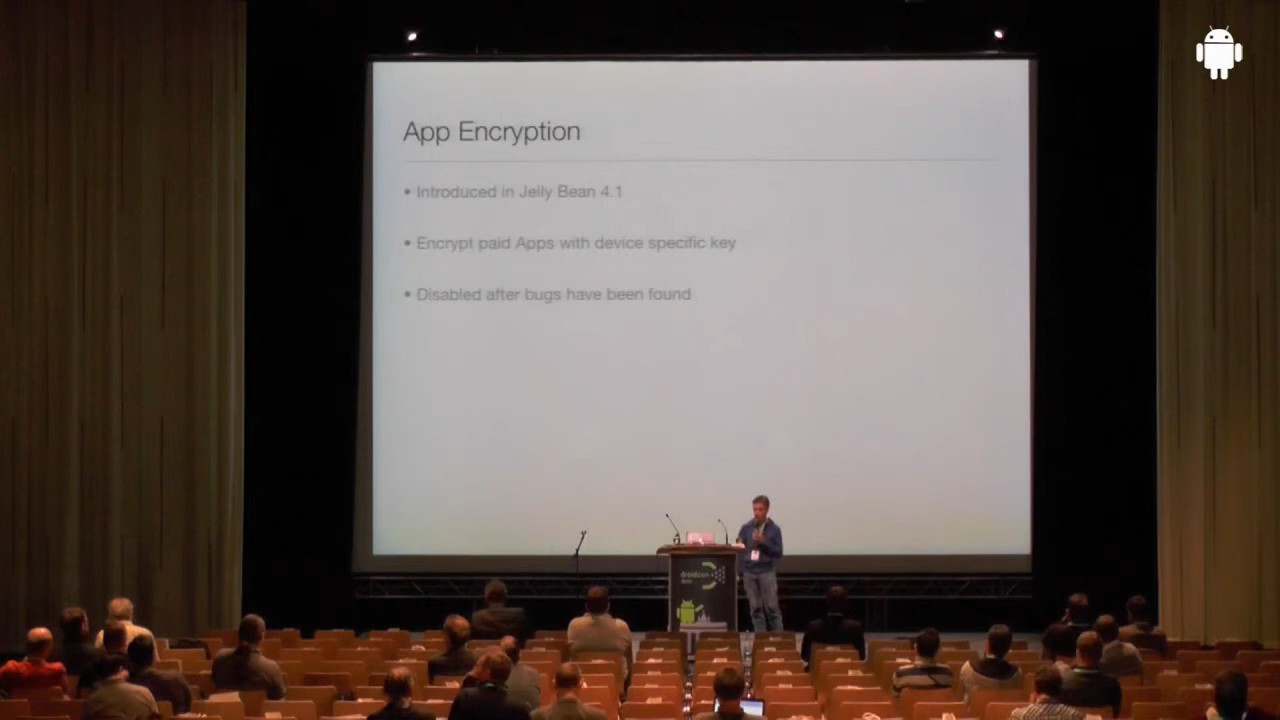 App Encryption
• Introduced in Jelly Bean 4.1
• Encrypt paid Apps with device specific key
• Disabled after bugs have been found
droidcon